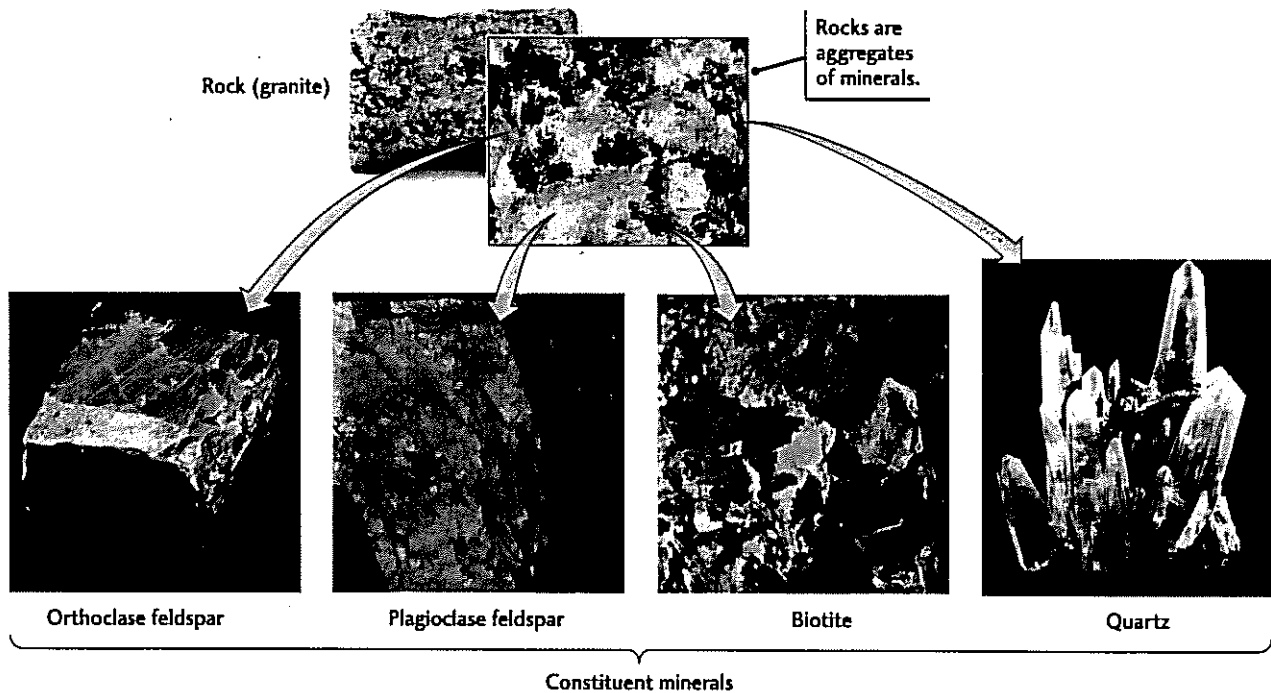 Rocks are
aggregates
of minerals.
Rock (granite)
Orthoclase feldspar
Plagioclase feldspar
Biotite
Quartz
Constituent minerals